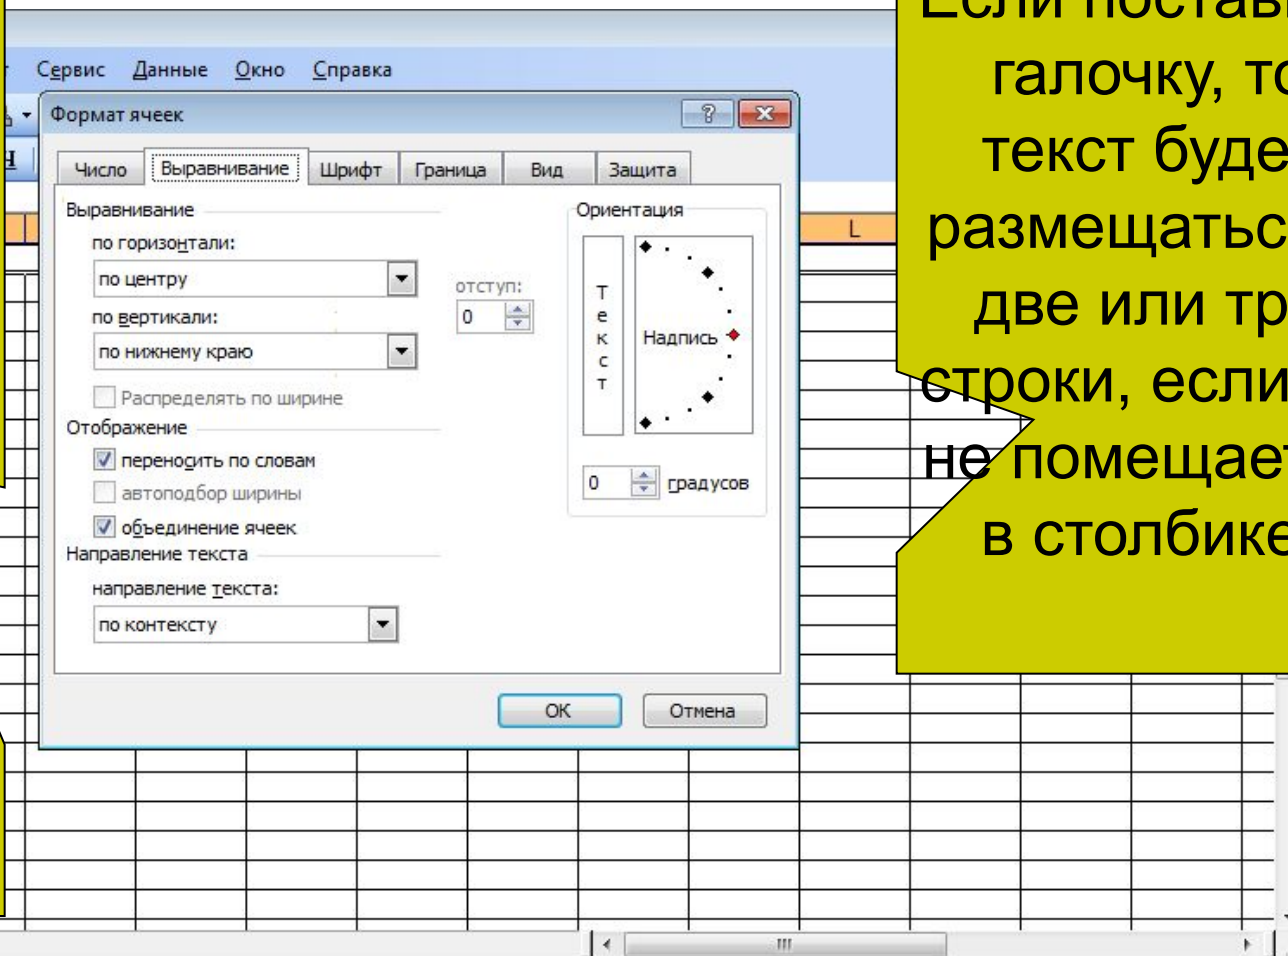 Сервис Данные Окно Справка
Формат ячеек
Число Выравнивание Шрифт Граница Вид Защита
Выравнивание
по горизонтали:
по центру
отступ:
0
по вертикали:
по нижнему краю
Распределять по ширине
Отображение
переносить по словам
автоподбор ширины
объединение ячеек
Направление текста
направление текста:
по контексту
Ориентация
Текст
Надпись
0 градусов
ОК Отмена
L
Если постав
галочку, то
текст буде
размещатьс
две или тр
строки, если
не помещает
в столбике